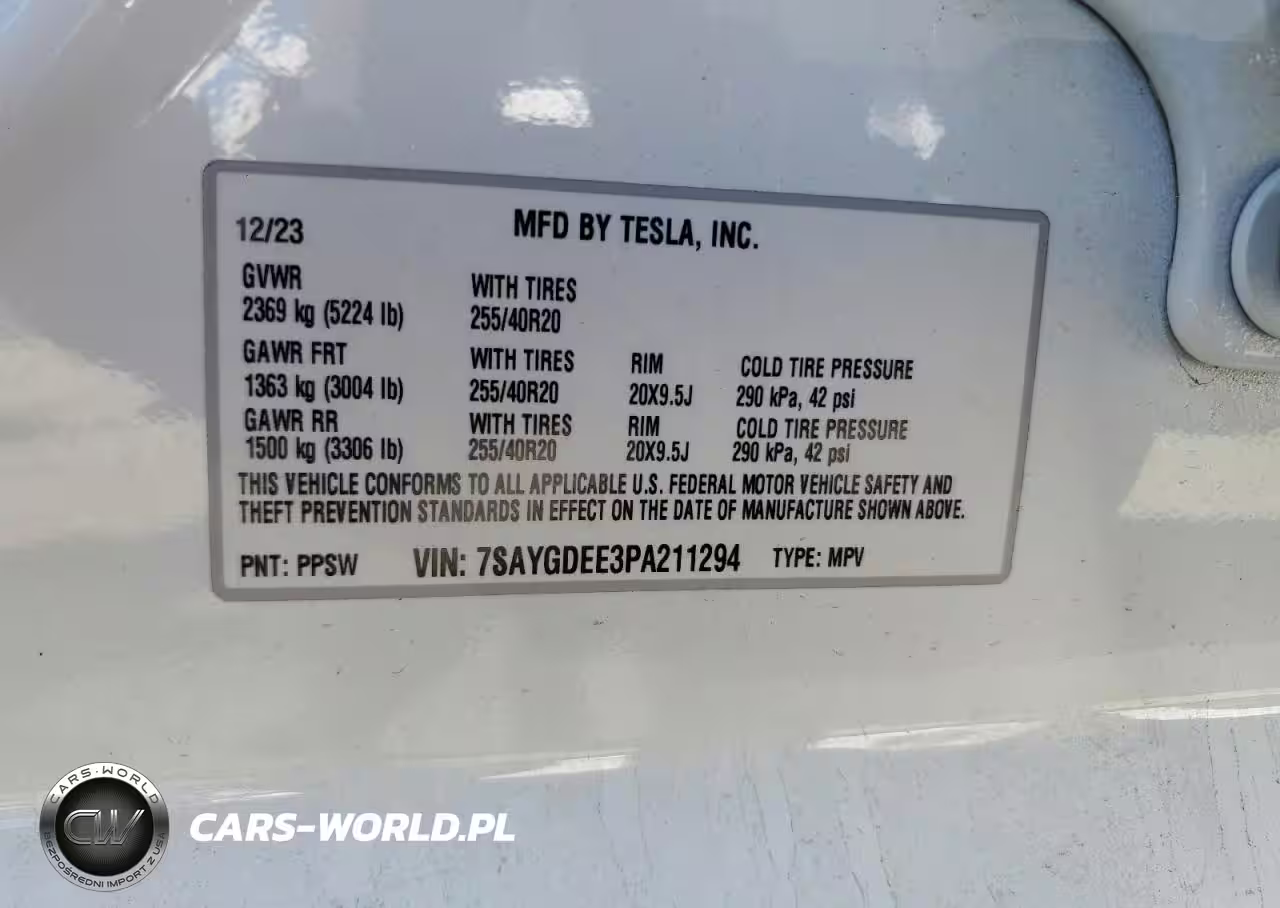 12/23 MFD BY TESLA, INC.
GVWR WITH TIRES
2369 kg (5224 lb) 255/40R20
GAWR FRT WITH TIRES RIM COLD TIRE PRESSURE
1363 kg (3004 lb) 255/40R20 20X9.5J 290 kPa, 42 psi
GAWR RR WITH TIRES RIM COLD TIRE PRESSURE
1500 kg (3306 lb) 255/40R20 20X9.5J 290 kPa, 42 psi
THIS VEHICLE CONFORMS TO ALL APPLICABLE U.S. FEDERAL MOTOR VEHICLE SAFETY AND
THEFT PREVENTION STANDARDS IN EFFECT ON THE DATE OF MANUFACTURE SHOWN ABOVE.
PNT: PPSW VIN: 7SAYGDEE3PA211294 TYPE: MPV
CARS-WORLD
CW
BEZPOŚREDNI IMPORT Z USA
CARS-WORLD.PL